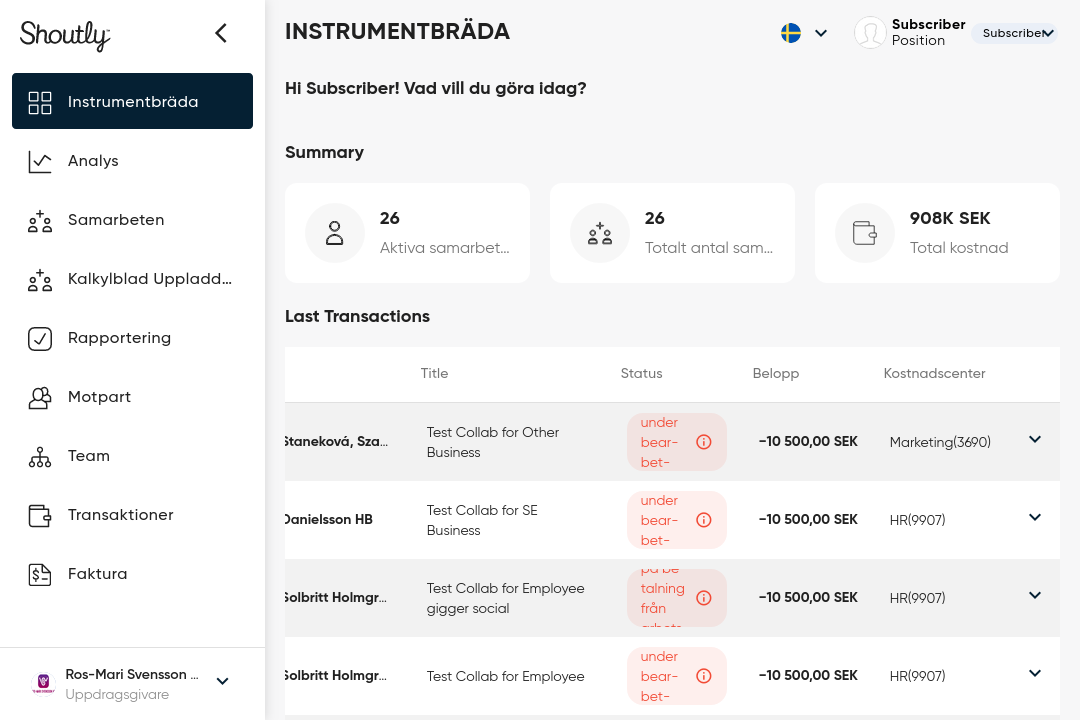 Shoutly
INSTRUMENTBRÄDA
Subscriber
Position
Subscriber
Instrumentbräda
Analys
Samarbeten
Kalkylblad Uppladd...
Rapportering
Motpart
Team
Transaktioner
Faktura
Ros-Mari Svensson ...
Uppdragsgivare
Hi Subscriber! Vad vill du göra idag?
Summary
26
Aktiva samarbet...
26
Totalt antal sam...
908K SEK
Total kostnad
Last Transactions
Title Status Belopp Kostnadscenter
Staneková, Sza...
Test Collab for Other
Business
under
bear-
bet-
-10 500,00 SEK
Marketing(3690)
Danielsson HB
Test Collab for SE
Business
under
bear-
bet-
-10 500,00 SEK
HR(9907)
Solbritt Holmgr...
Test Collab for Employee
gigger social
på be
talning
från
-10 500,00 SEK
HR(9907)
Solbritt Holmgr...
Test Collab for Employee
under
bear-
bet-
-10 500,00 SEK
HR(9907)